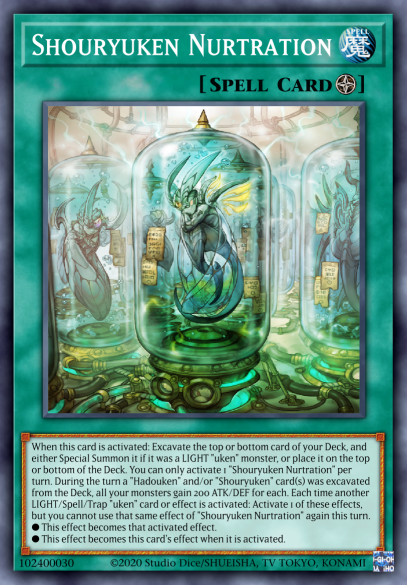 SHOURYUKEN NURTRATION
SPELL
魔
[SPELL CARD]
When this card is activated: Excavate the top or bottom card of your Deck, and
either Special Summon it if it was a LIGHT "uken" monster, or place it on the top
or bottom of the Deck. You can only activate 1 "Shouryuken Nurtration" per
turn. During the turn a "Hadouken" and/or "Shouryuken" card(s) was excavated
from the Deck, all your monsters gain 200 ATK/DEF for each. Each time another
LIGHT/Spell/Trap "uken" card or effect is activated: Activate 1 of these effects,
but you cannot use that same effect of "Shouryuken Nurtration" again this turn.
● This effect becomes that activated effect.
● This effect becomes this card's effect when it is activated.
102400030 ©2020 Studio Dice/SHUEISHA, TV TOKYO, KONAMI